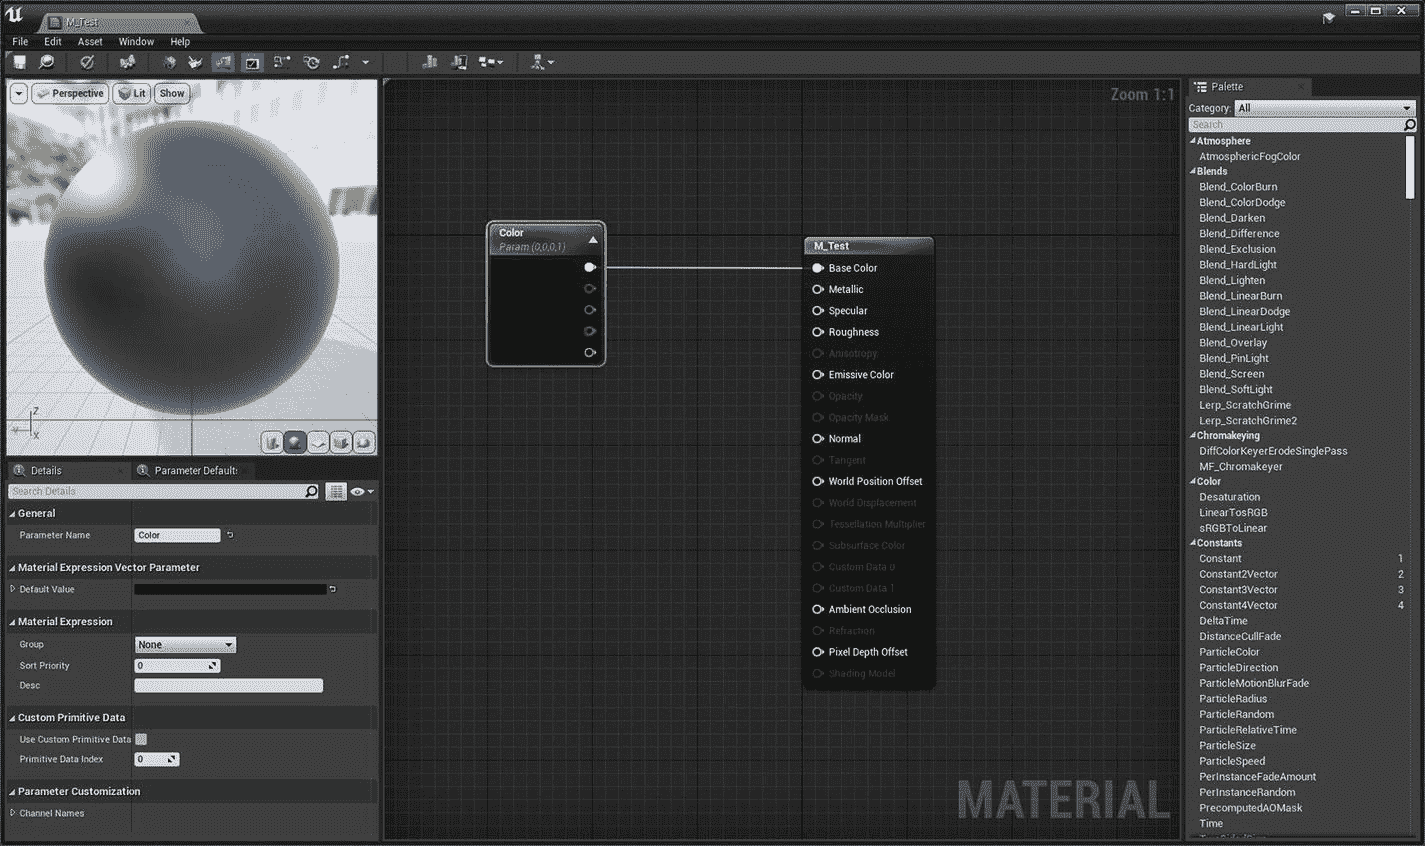 M_Test
File Edit Asset Window Help
Perspective Lit Show
Z
Y
X
Details Parameter Default
Search Details
General
Parameter Name Color
Material Expression Vector Parameter
Default Value
Material Expression
Group None
Sort Priority 0
Desc
Custom Primitive Data
Use Custom Primitive Data
Primitive Data Index 0
Parameter Customization
Channel Names
Zoom 1:1
Color
Param (0,0,0,1)
M_Test
Base Color
Metallic
Specular
Roughness
Anisotropy
Emissive Color
Opacity
Opacity Mask
Normal
Tangent
World Position Offset
World Displacement
Tessellation Multiplier
Subsurface Color
Custom Data 0
Custom Data 1
Ambient Occlusion
Refraction
Pixel Depth Offset
Shading Model
MATERIAL
Palette
Category: All
Search
Atmosphere
AtmosphericFogColor
Blends
Blend_ColorBurn
Blend_ColorDodge
Blend_Darken
Blend_Difference
Blend_Exclusion
Blend_HardLight
Blend_Lighten
Blend_LinearBurn
Blend_LinearDodge
Blend_LinearLight
Blend_Overlay
Blend_PinLight
Blend_Screen
Blend_SoftLight
Lerp_ScratchGrime
Lerp_ScratchGrime2
Chromakeying
DiffColorKeyerErodeSinglePass
MF_Chromakeyer
Color
Desaturation
LinearTosRGB
sRGBToLinear
Constants
Constant 1
Constant2Vector 2
Constant3Vector 3
Constant4Vector 4
DeltaTime
DistanceCullFade
ParticleColor
ParticleDirection
ParticleMotionBlurFade
ParticleRadius
ParticleRandom
ParticleRelativeTime
ParticleSize
ParticleSpeed
PerInstanceFadeAmount
PerInstanceRandom
PrecomputedAOMask
Time